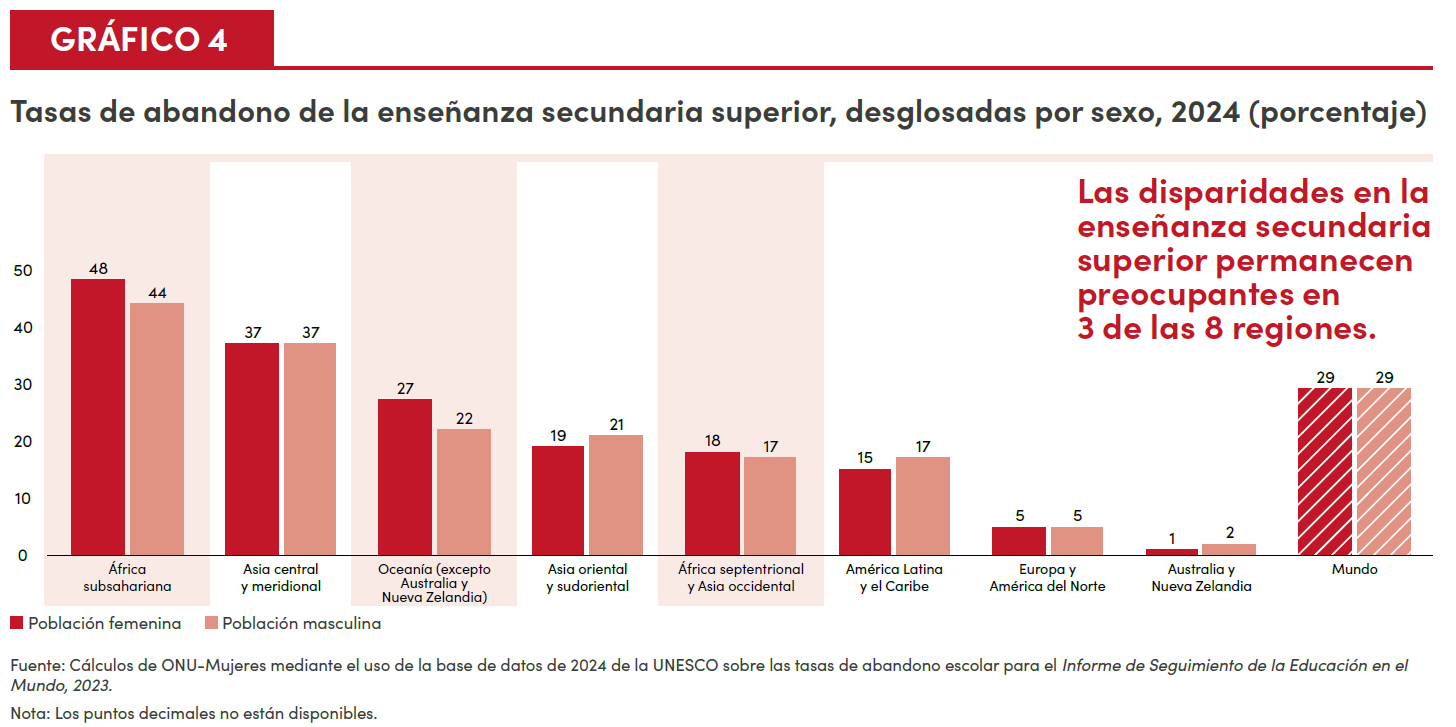 GRÁFICO 4
Tasas de abandono de la enseñanza secundaria superior, desglosadas por sexo, 2024 (porcentaje)
Las disparidades en la
enseñanza secundaria
superior permanecen
preocupantes en
3 de las 8 regiones.
50
40
30
20
10
0
48
44
37
37
27
22
19
21
18
17
15
17
5
5
1
2
29
29
África
subsahariana
Asia central
y meridional
Oceanía (excepto
Australia y
Nueva Zelandia)
Asia oriental
y sudoriental
África septentrional
y Asia occidental
América Latina
y el Caribe
Europa y
América del Norte
Australia y
Nueva Zelandia
Mundo
Población femenina
Población masculina
Fuente: Cálculos de ONU-Mujeres mediante el uso de la base de datos de 2024 de la UNESCO sobre las tasas de abandono escolar para el Informe de Seguimiento de la Educación en el
Mundo, 2023.
Nota: Los puntos decimales no están disponibles.